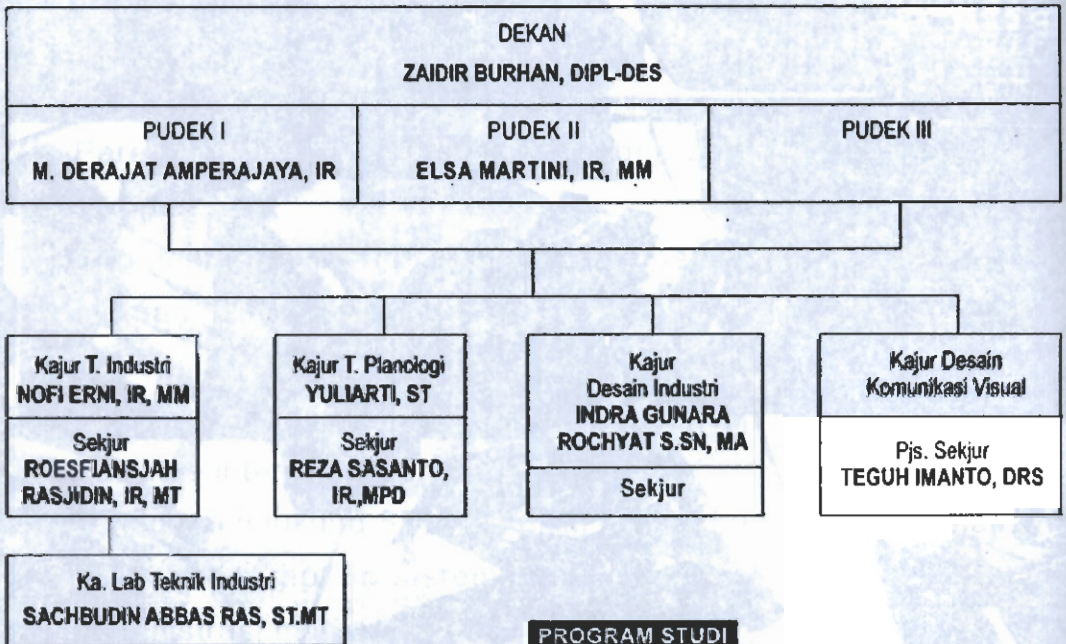 DEKAN
ZAIDIR BURHAN, DIPL-DES
PUDEK I
M. DERAJAT AMPERAJAYA, IR
PUDEK II
ELSA MARTINI, IR, MM
PUDEK III
Kajur T. Industri
NOFI ERNI, IR, MM
Sekjur
ROESFIANSJAH
RASJIDIN, IR, MT
Kajur T. Planologi
YULIARTI, ST
Sekjur
REZA SASANTO,
IR.,MPD
Kajur
Desain Industri
INDRA GUNARA
ROCHYAT S.SN, MA
Sekjur
Kajur Desain
Komunikasi Visual
Pjs. Sekjur
TEGUH IMANTO, DRS
Ka. Lab Teknik Industri
SACHBUDIN ABBAS RAS, ST.MT
PROGRAM STUDI